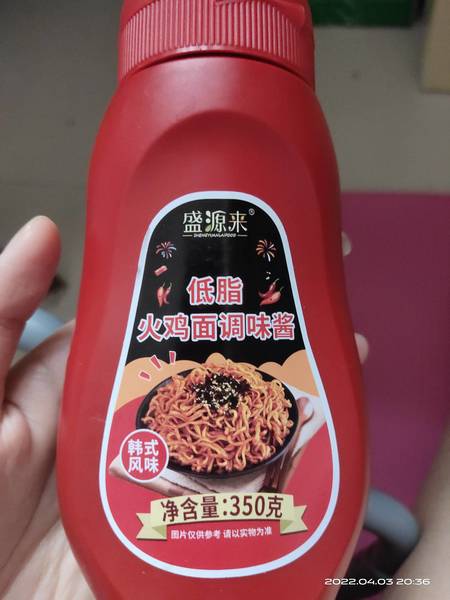 盛源来®
SHENGYUANLAIFOOD
低脂
火鸡面调味酱
韩式
风味
净含量:350克
图片仅供参考 请以实物为准
2022.04.03 20:36